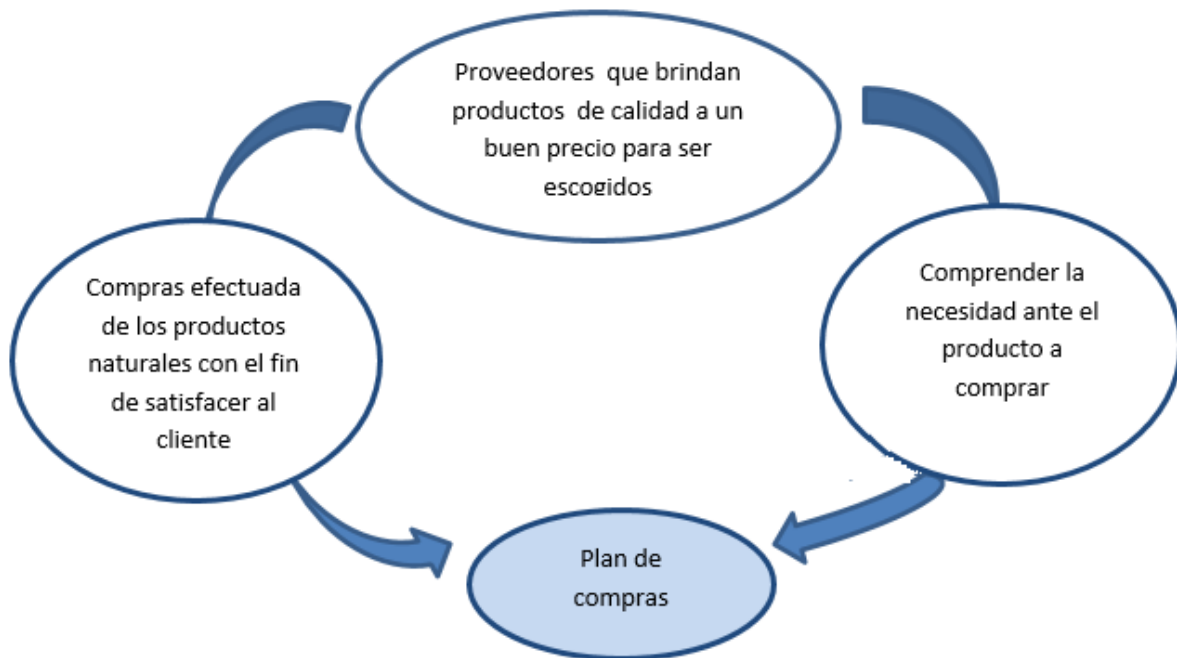 Proveedores que brindan
productos de calidad a un
buen precio para ser
escogidos
Compras efectuada
de los productos
naturales con el fin
de satisfacer al
cliente
Comprender la
necesidad ante el
producto a
comprar
Plan de
compras